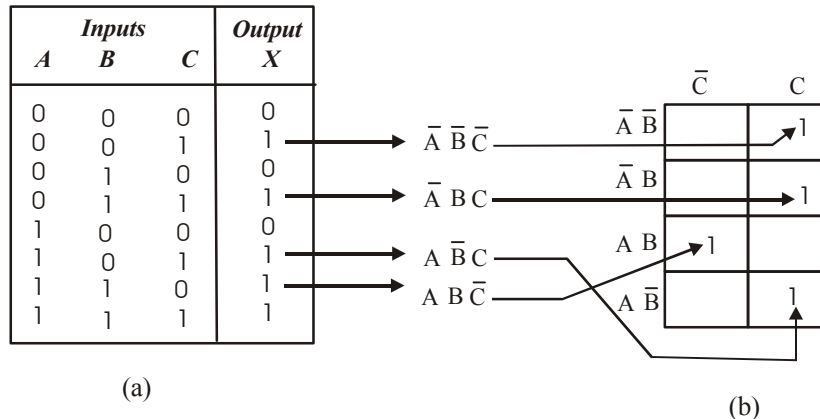 Inputs Output
A B C X
0 0 0 0
0 0 1 1
0 1 0 0
0 1 1 1
1 0 0 0
1 0 1 1
1 1 0 1
1 1 1 1
A̅ B̅ C̅
A̅ B C
A B̅ C
A B C̅
C̅ C
A̅ B̅ 1
A̅ B 1
A B 1
A B̅ 1
(a)
(b)